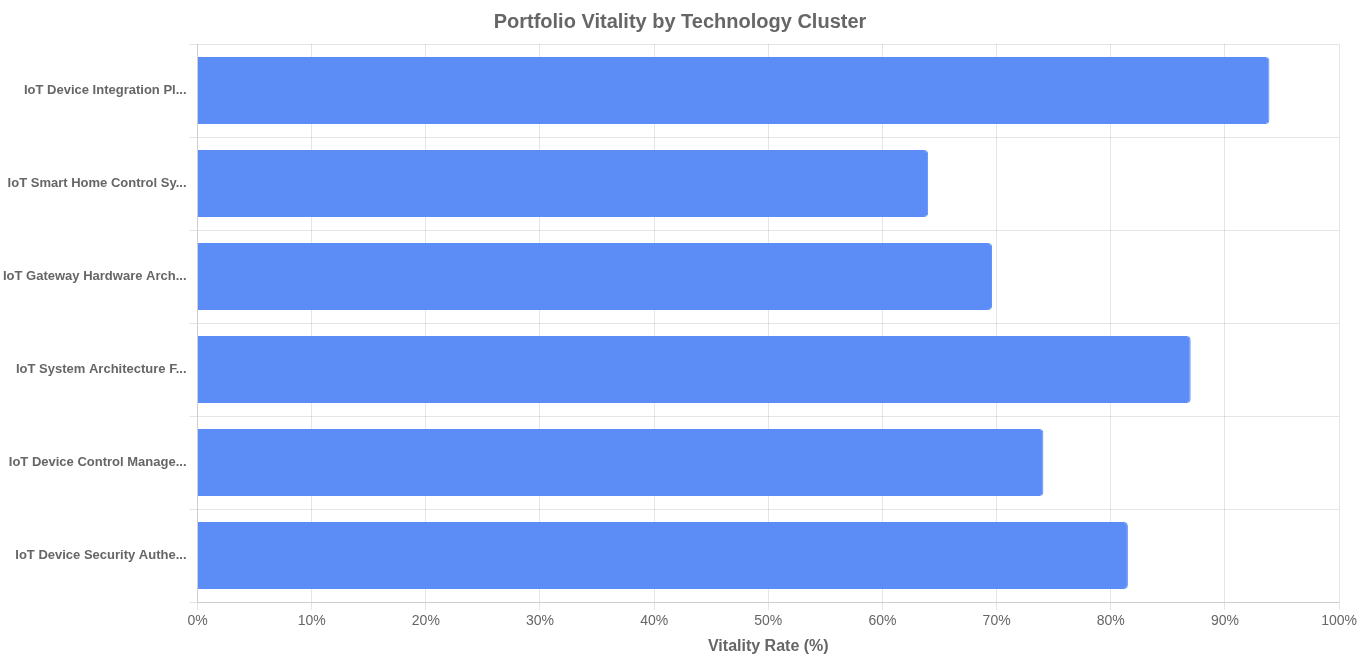 Portfolio Vitality by Technology Cluster
IoT Device Integration Pl...
IoT Smart Home Control Sy...
IoT Gateway Hardware Arch...
IoT System Architecture F...
IoT Device Control Manage...
IoT Device Security Authe...
0% 10% 20% 30% 40% 50% 60% 70% 80% 90% 100%
Vitality Rate (%)